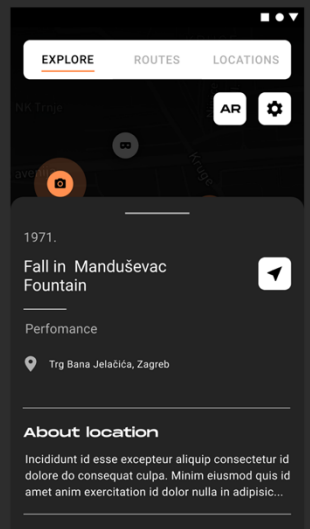 EXPLORE ROUTES LOCATIONS
AR
NK Trnje
Kruge
1971.
Fall in Manduševac
Fountain
Perfomance
Trg Bana Jelačića, Zagreb
About location
Incididunt id esse excepteur aliquip consectetur id
dolore do consequat culpa. Minim eiusmod quis id
amet anim exercitation id dolor nulla in adipisic...